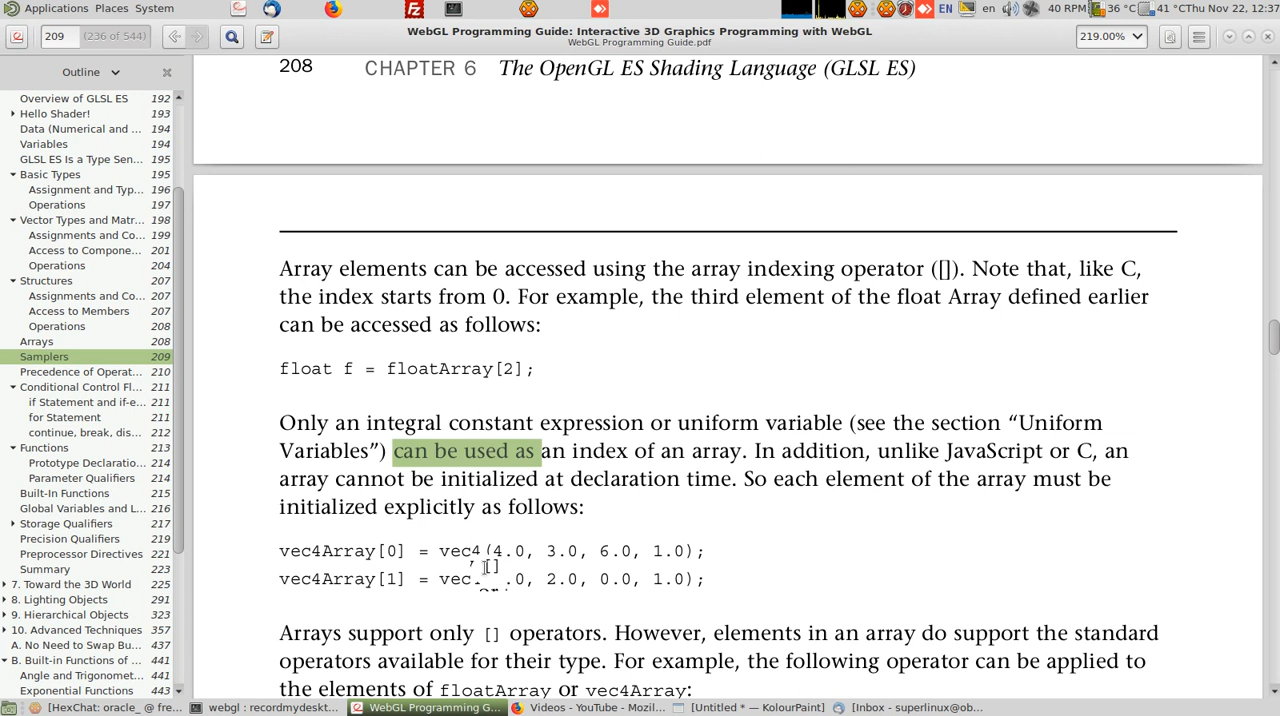 Applications Places System
EN en 40 RPM 36 °C 41 °C Thu Nov 22, 12:37
209 (236 of 544)
WebGL Programming Guide: Interactive 3D Graphics Programming with WebGL
WebGL Programming Guide.pdf
219.00%
Outline
Overview of GLSL ES 192
Hello Shader! 193
Data (Numerical and ... 194
Variables 194
GLSL ES Is a Type Sen... 195
Basic Types 195
Assignment and Typ... 196
Operations 197
Vector Types and Matr... 198
Assignments and Co... 199
Access to Compone... 201
Operations 204
Structures 207
Assignments and Co... 207
Access to Members 207
Operations 208
Arrays 208
Samplers 209
Precedence of Operat... 210
Conditional Control Fl... 211
if Statement and if-e... 211
for Statement 211
continue, break, dis... 212
Functions 213
Prototype Declaratio... 214
Parameter Qualifiers 214
Built-In Functions 215
Global Variables and L... 216
Storage Qualifiers 217
Precision Qualifiers 219
Preprocessor Directives 221
Summary 223
7. Toward the 3D World 225
8. Lighting Objects 291
9. Hierarchical Objects 323
10. Advanced Techniques 357
A. No Need to Swap Bu... 437
B. Built-in Functions of ... 441
Angle and Trigonomet... 441
Exponential Functions 443
208 CHAPTER 6 The OpenGL ES Shading Language (GLSL ES)
Array elements can be accessed using the array indexing operator ([]). Note that, like C,
the index starts from 0. For example, the third element of the float Array defined earlier
can be accessed as follows:
float f = floatArray[2];
Only an integral constant expression or uniform variable (see the section “Uniform
Variables”) can be used as an index of an array. In addition, unlike JavaScript or C, an
array cannot be initialized at declaration time. So each element of the array must be
initialized explicitly as follows:
vec4Array[0] = vec4(4.0, 3.0, 6.0, 1.0);
vec4Array[1] = .0, 2.0, 0.0, 1.0);
Arrays support only [] operators. However, elements in an array do support the standard
operators available for their type. For example, the following operator can be applied to
the elements of floatArray or vec4Array:
[HexChat: oracle_ @ fre...
webgl : recordmydeskt...
WebGL Programming G...
Videos - YouTube - Mozil...
[Untitled * — KolourPaint]
[Inbox - superlinux@ob...